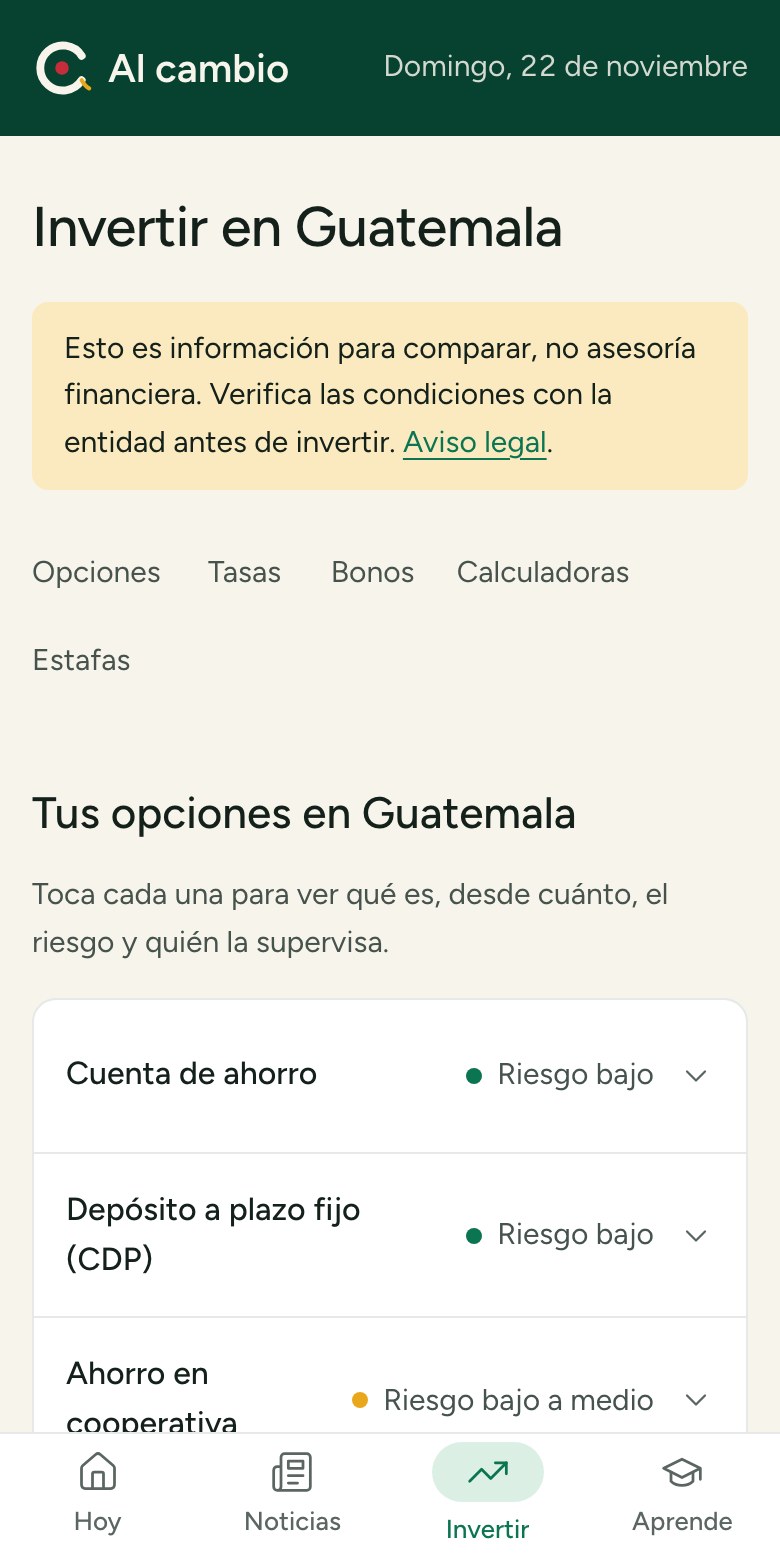 Al cambio
Domingo, 22 de noviembre
Invertir en Guatemala
Esto es información para comparar, no asesoría
financiera. Verifica las condiciones con la
entidad antes de invertir. Aviso legal.
Opciones Tasas Bonos Calculadoras
Estafas
Tus opciones en Guatemala
Toca cada una para ver qué es, desde cuánto, el
riesgo y quién la supervisa.
Cuenta de ahorro
Riesgo bajo
Depósito a plazo fijo
(CDP)
Riesgo bajo
Ahorro en
cooperativa
Riesgo bajo a medio
Hoy Noticias Invertir Aprende